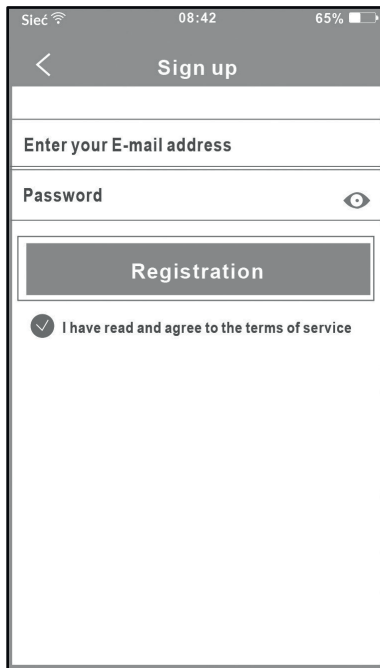 Sieć 08:42 65%
Sign up
Enter your E-mail address
Password
Registration
I have read and agree to the terms of service